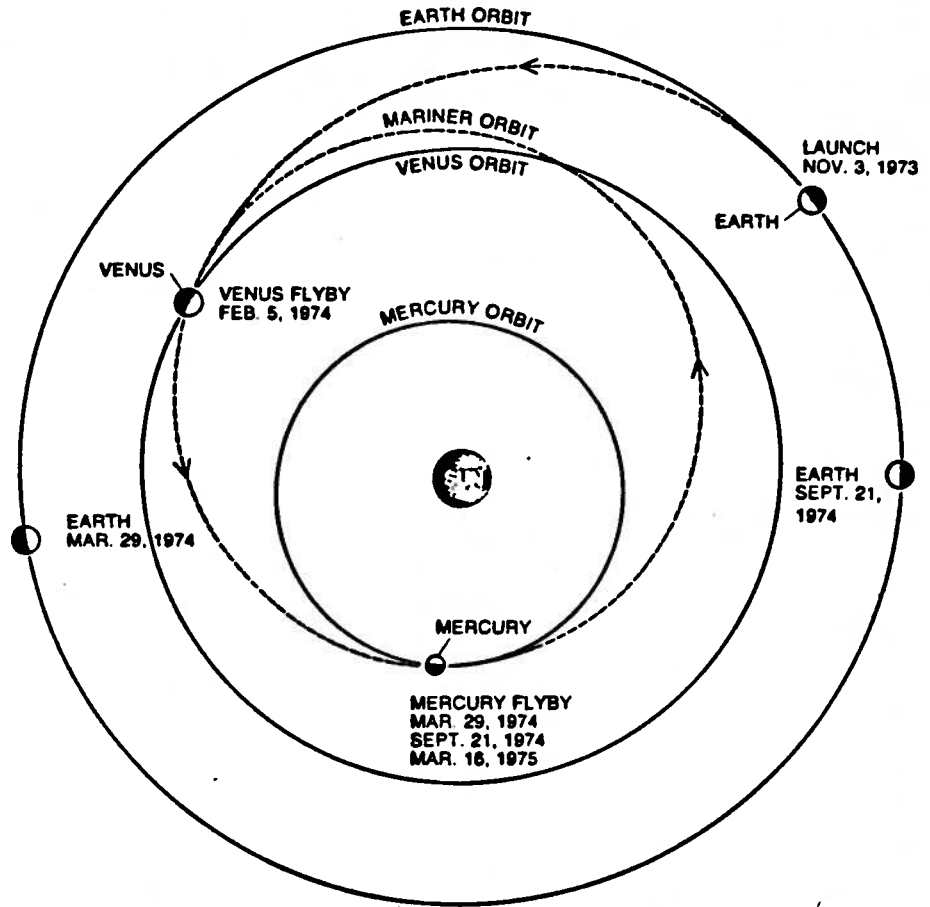 EARTH ORBIT
MARINER ORBIT
VENUS ORBIT
LAUNCH
NOV. 3, 1973
EARTH
VENUS
VENUS FLYBY
FEB. 5, 1974
MERCURY ORBIT
SUN
EARTH
SEPT. 21,
1974
EARTH
MAR. 29, 1974
MERCURY
MERCURY FLYBY
MAR. 29, 1974
SEPT. 21, 1974
MAR. 16, 1975